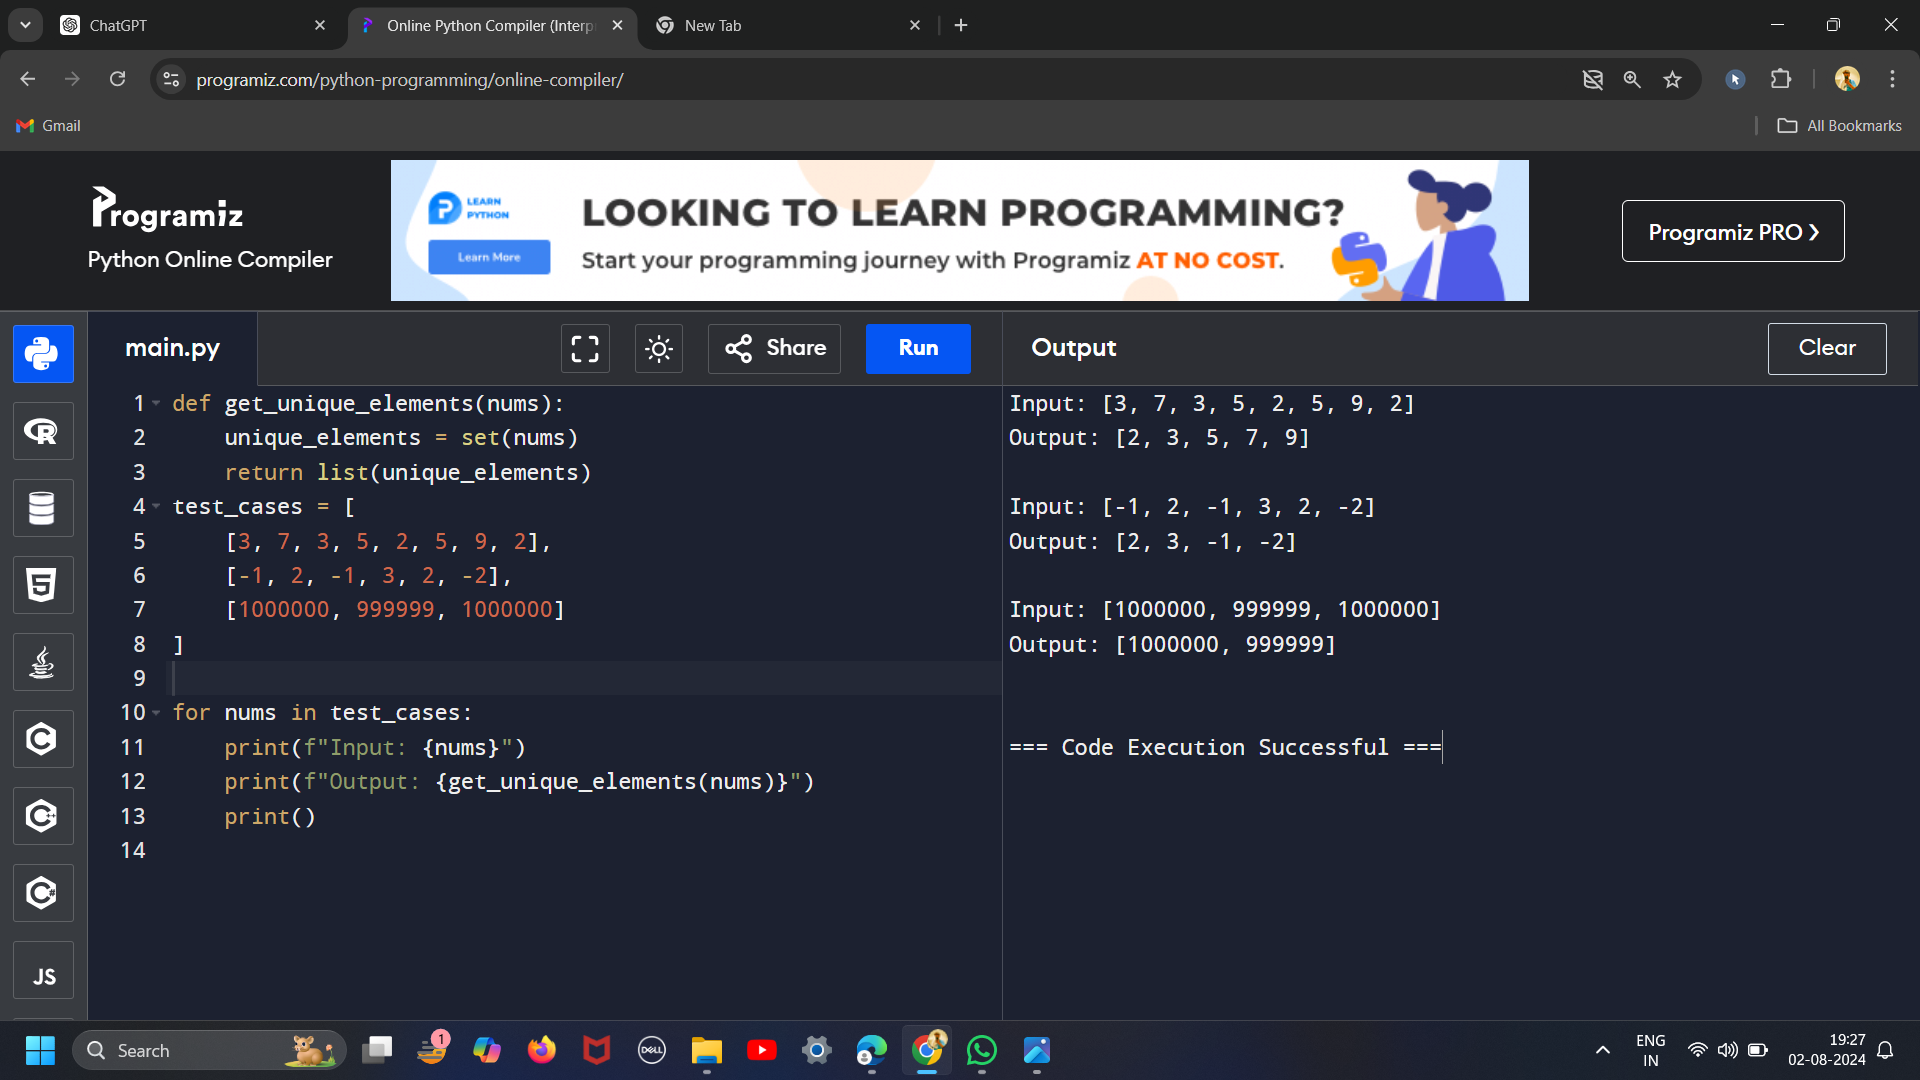 ChatGPT
Online Python Compiler (Interp
New Tab
programiz.com/python-programming/online-compiler/
Gmail
All Bookmarks
Programiz
Python Online Compiler
LEARN
PYTHON
Learn More
LOOKING TO LEARN PROGRAMMING?
Start your programming journey with Programiz AT NO COST.
Programiz PRO ❯
main.py
Share
Run
Output
Clear
1 def get_unique_elements(nums):
2     unique_elements = set(nums)
3     return list(unique_elements)
4 test_cases = [
5     [3, 7, 3, 5, 2, 5, 9, 2],
6     [-1, 2, -1, 3, 2, -2],
7     [1000000, 999999, 1000000]
8 ]
9
10 for nums in test_cases:
11     print(f"Input: {nums}")
12     print(f"Output: {get_unique_elements(nums)}")
13     print()
14
Input: [3, 7, 3, 5, 2, 5, 9, 2]
Output: [2, 3, 5, 7, 9]
Input: [-1, 2, -1, 3, 2, -2]
Output: [2, 3, -1, -2]
Input: [1000000, 999999, 1000000]
Output: [1000000, 999999]
=== Code Execution Successful ===
R
5
C
C++
C#
JS
Search
1
DELL
ENG
IN
19:27
02-08-2024